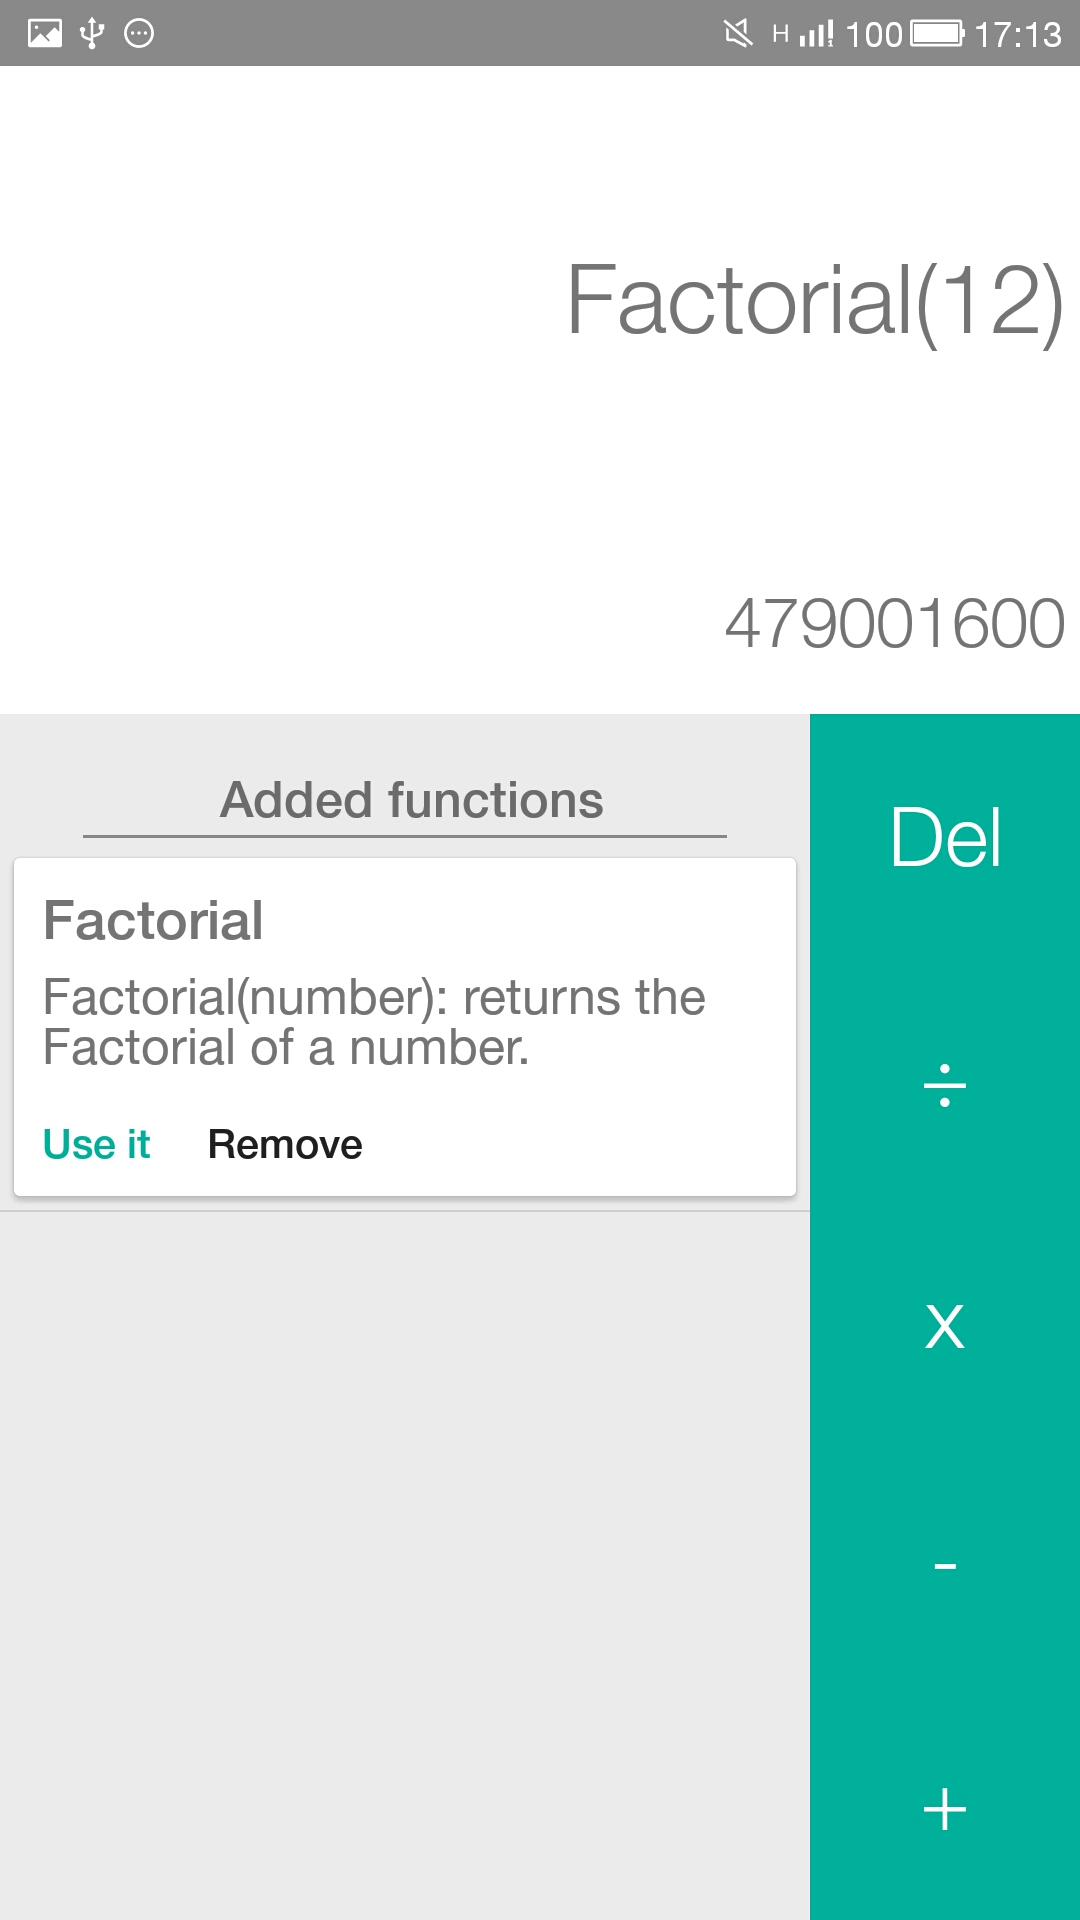 H 100 17:13
Factorial(12)
479001600
Added functions
Del
Factorial
Factorial(number): returns the
Factorial of a number.
÷
Use it Remove
x
-
+